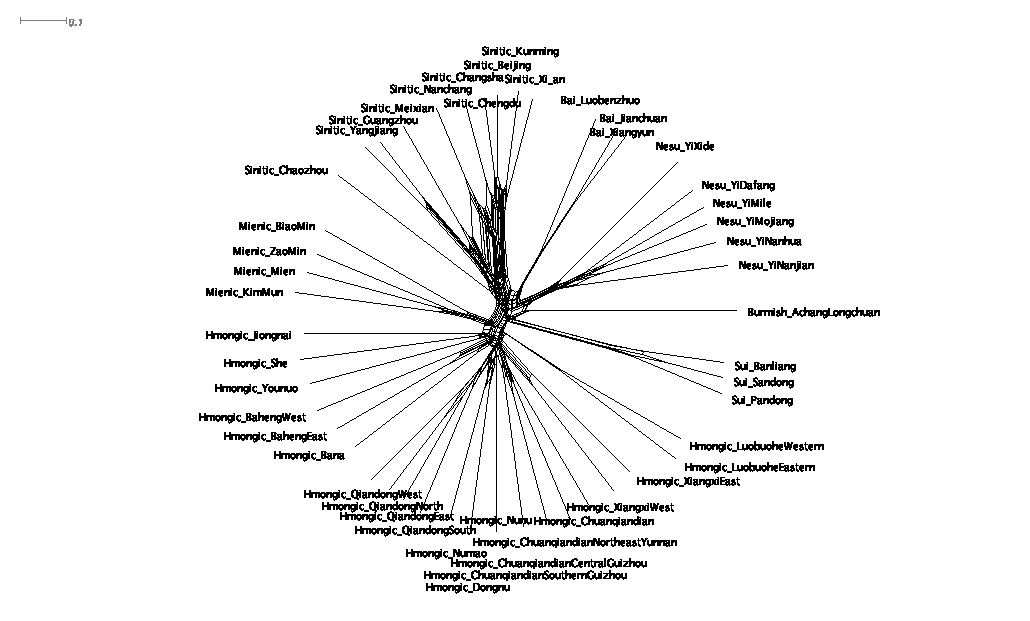 0.1
Sinitic_Kunming
Sinitic_Beijing
Sinitic_Changsha
Sinitic_Xi_an
Sinitic_Nanchang
Bai_Luobenzhuo
Sinitic_Chengdu
Sinitic_Meixian
Bai_Jianchuan
Sinitic_Guangzhou
Sinitic_Yangjiang
Bai_Xiangyun
Nesu_YiXide
Sinitic_Chaozhou
Nesu_YiDafang
Nesu_YiMile
Nesu_YiMojiang
Mienic_BiaoMin
Nesu_YiNanhua
Mienic_ZaoMin
Nesu_YiNanjian
Mienic_Mien
Mienic_KimMun
Burmish_AchangLongchuan
Hmongic_Jiongnai
Hmongic_She
Sui_Banliang
Sui_Sandong
Hmongic_Younuo
Sui_Pandong
Hmongic_BahengWest
Hmongic_BahengEast
Hmongic_LuobuoheWestern
Hmongic_Bana
Hmongic_LuobuoheEastern
Hmongic_XiangxiEast
Hmongic_QiandongWest
Hmongic_QiandongNorth
Hmongic_XiangxiWest
Hmongic_QiandongEast
Hmongic_Nunu
Hmongic_Chuanqiandian
Hmongic_QiandongSouth
Hmongic_ChuanqiandianNortheastYunnan
Hmongic_Numao
Hmongic_ChuanqiandianCentralGuizhou
Hmongic_ChuanqiandianSouthernGuizhou
Hmongic_Dongnu